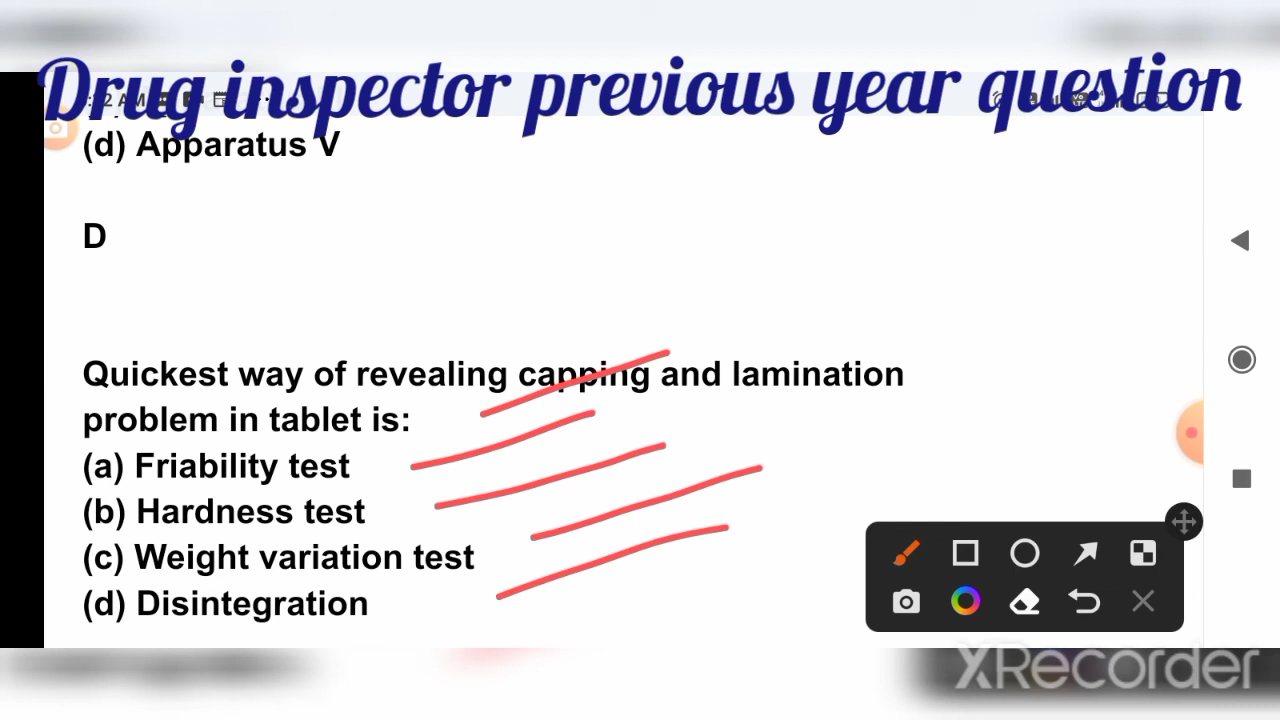 Drug inspector previous year question
(d) Apparatus V
D
Quickest way of revealing capping and lamination
problem in tablet is:
(a) Friability test
(b) Hardness test
(c) Weight variation test
(d) Disintegration
XRecorder